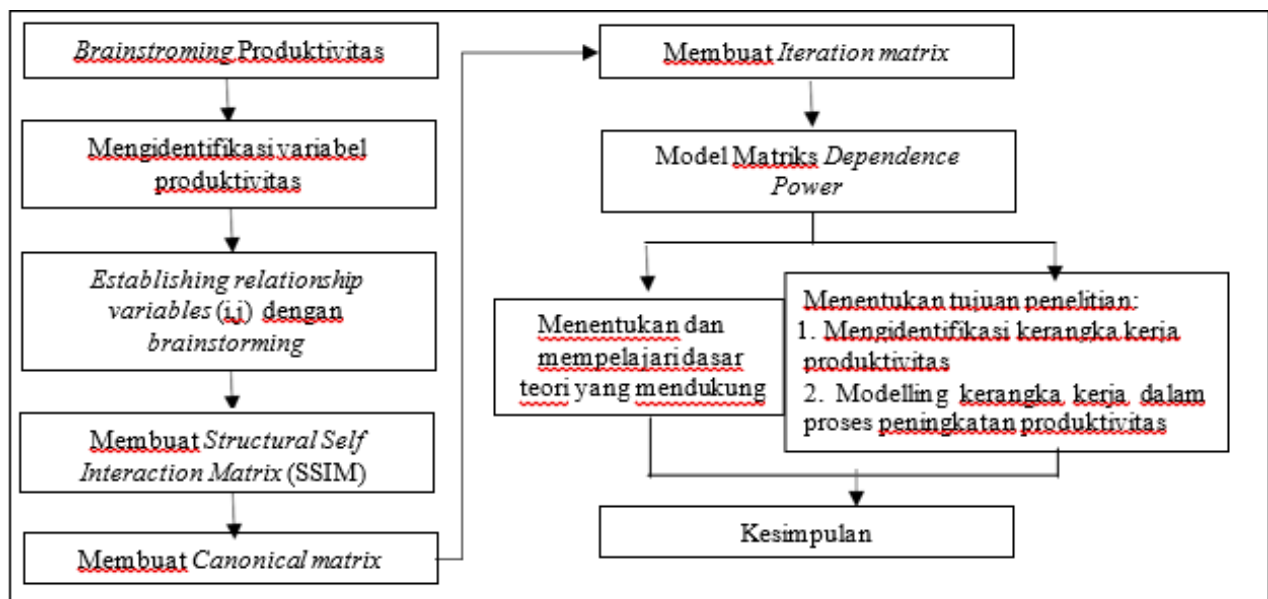 Brainstroming Produktivitas
Mengidentifikasi variabel
produktivitas
Establishing relationship
variables (i,j) dengan
brainstorming
Membuat Structural Self
Interaction Matrix (SSIM)
Membuat Canonical matrix
Membuat Iteration matrix
Model Matriks Dependence
Power
Menentukan dan
mempelajari dasar
teori yang mendukung
Menentukan tujuan penelitian:
1. Mengidentifikasi kerangka kerja
produktivitas
2. Modelling kerangka kerja dalam
proses peningkatan produktivitas
Kesimpulan